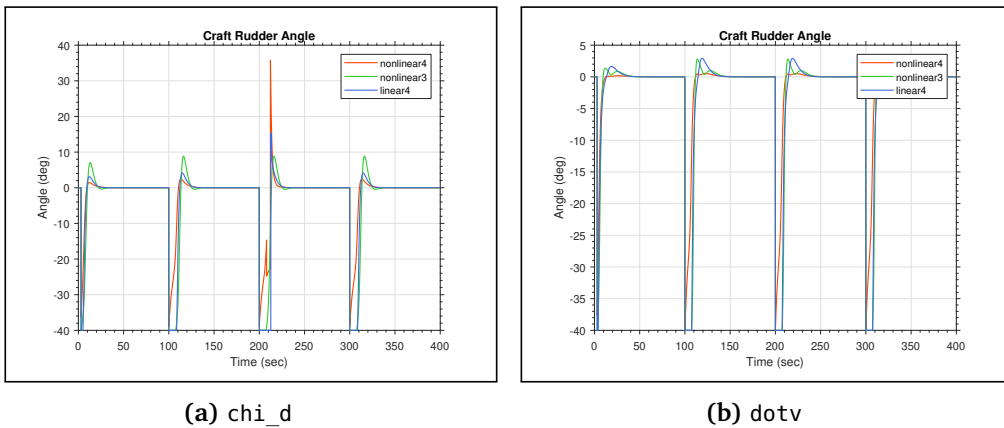 Craft Rudder Angle
40
30
20
10
0
-10
-20
-30
-40
Angle (deg)
nonlinear4
nonlinear3
linear4
0 50 100 150 200 250 300 350 400
Time (sec)
(a) chi_d
Craft Rudder Angle
5
0
-5
-10
-15
-20
-25
-30
-35
-40
Angle (deg)
nonlinear4
nonlinear3
linear4
0 50 100 150 200 250 300 350 400
Time (sec)
(b) dotv